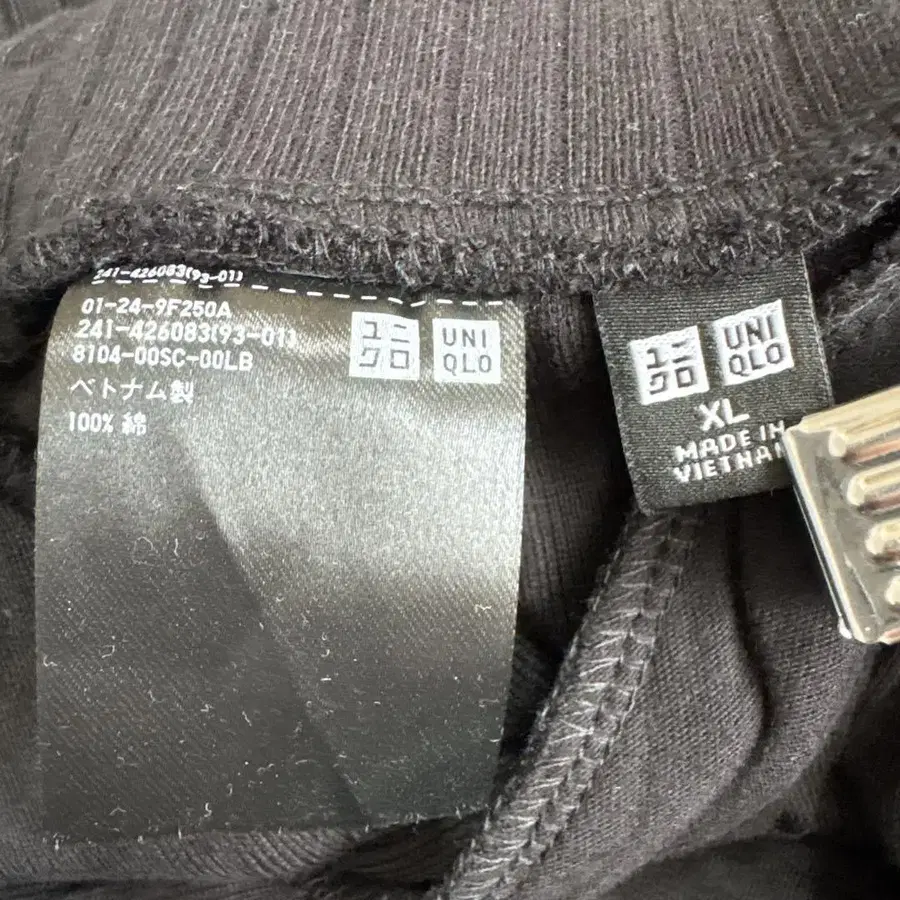 241-426083(93-01)
01-24-9F250A
241-426083(93-01)
8104-00SC-00LB
ベトナム製
100% 綿
ユニ
クロ
UNI
QLO
ユニ
クロ
UNI
QLO
XL
MADE IN
VIETNAM